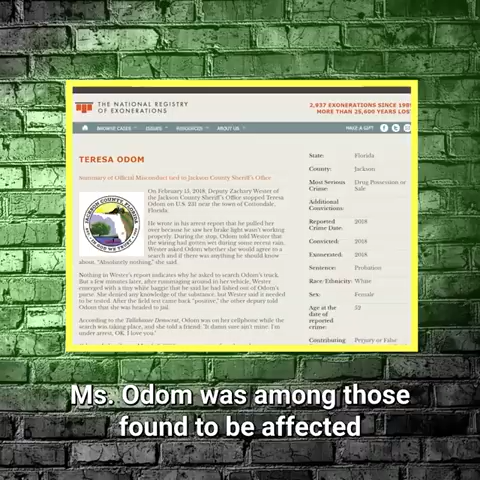 THE NATIONAL REGISTRY
OF EXONERATIONS
2,937 EXONERATIONS SINCE 1989
MORE THAN 25,600 YEARS LOS
BROWSE CASES
ISSUES
RESOURCES
ABOUT US
MAKE A GIFT
TERESA ODOM
Summary of Official Misconduct tied to Jackson County Sheriff's Office
JACKSON COUNTY, FLORIDA
On February 15, 2018, Deputy Zachary Wester of
the Jackson County Sheriff's Office stopped Teresa
Odom on U.S. 231 near the town of Cottondale,
Florida.
He wrote in his arrest report that he pulled her
over because he saw her brake light wasn't working
properly. During the stop, Odom told Wester that
the wiring had gotten wet during some recent rain.
Wester asked Odom whether she would agree to a
search and if there was anything he should know
about. "Absolutely nothing," she said.
Nothing in Wester's report indicates why he asked to search Odom's truck.
But a few minutes later, after rummaging around in her vehicle, Wester
emerged with a tiny white baggie that he said he had fished out of Odom's
purse. She denied any knowledge of the substance, but Wester said it needed
to be tested. After the field test came back "positive," the other deputy told
Odom that she was headed to jail.
According to the Tallahassee Democrat, Odom was on her cellphone while the
search was taking place, and she told a friend: "It damn sure ain't mine. I'm
under arrest, OK. I love you."
State: Florida
County: Jackson
Most Serious Crime: Drug Possession or Sale
Additional Convictions:
Reported Crime Date: 2018
Convicted: 2018
Exonerated: 2018
Sentence: Probation
Race/Ethnicity: White
Sex: Female
Age at the date of reported crime:
Contributing
Perjury or False
Ms. Odom was among those
found to be affected